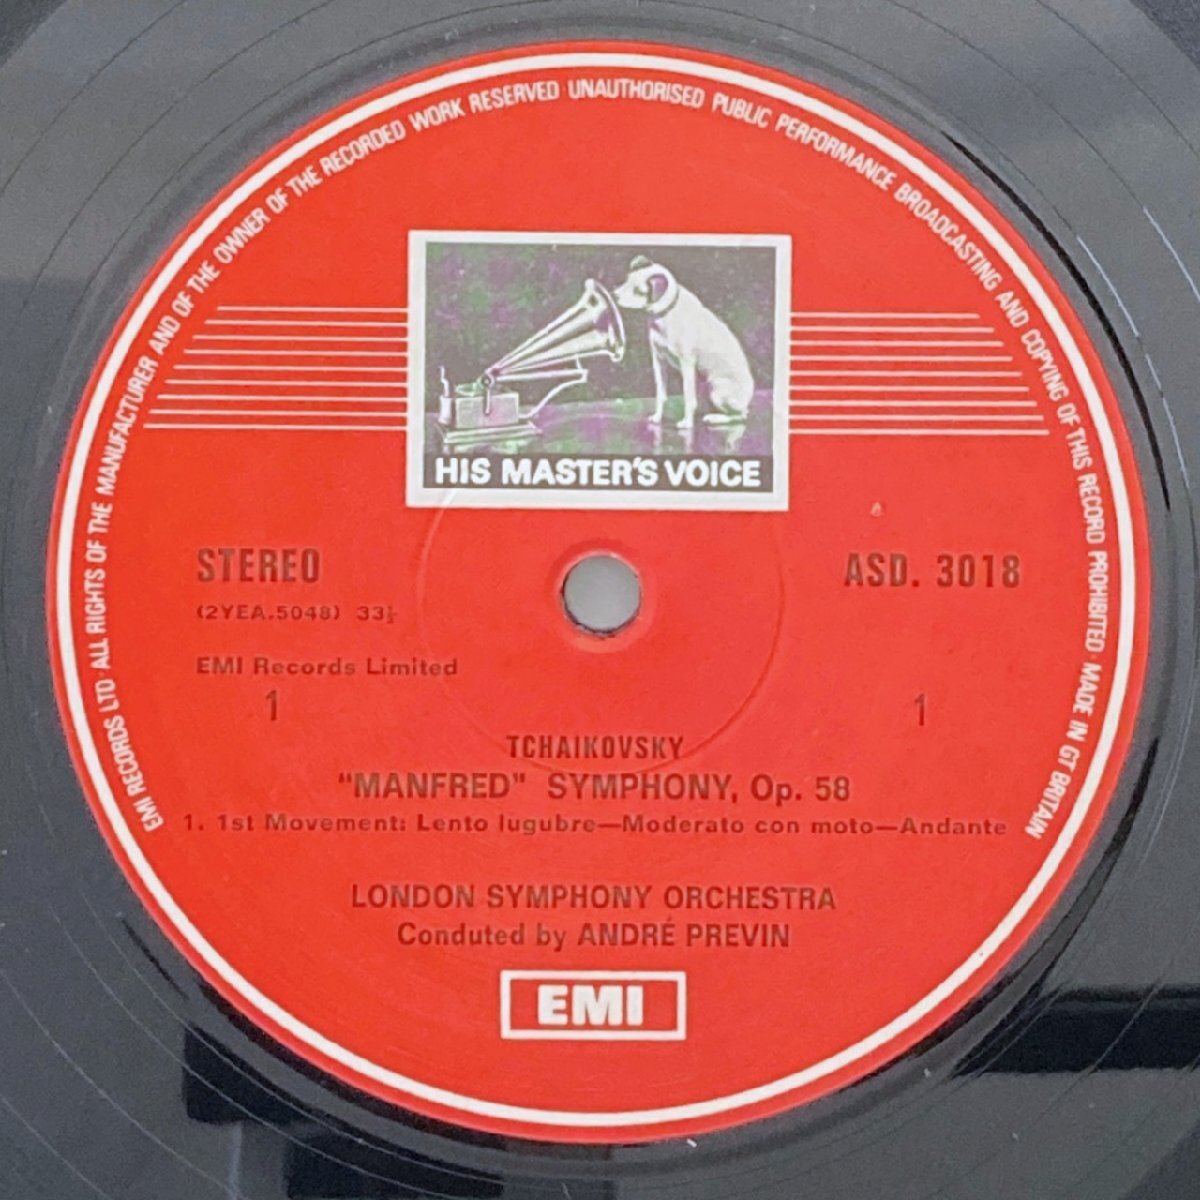 EMI RECORDS LTD · ALL RIGHTS OF THE MANUFACTURER AND OF THE OWNER OF THE RECORDED WORK RESERVED UNAUTHORISED PUBLIC PERFORMANCE BROADCASTING AND COPYING OF THIS RECORD PROHIBITED · MADE IN GT BRITAIN
HIS MASTER'S VOICE
STEREO ASD. 3018
(2YEA.5048) 33⅓
EMI Records Limited
1 1
TCHAIKOVSKY
"MANFRED" SYMPHONY, Op. 58
1. 1st Movement: Lento lugubre—Moderato con moto—Andante
LONDON SYMPHONY ORCHESTRA
Conduted by ANDRÉ PREVIN
EMI